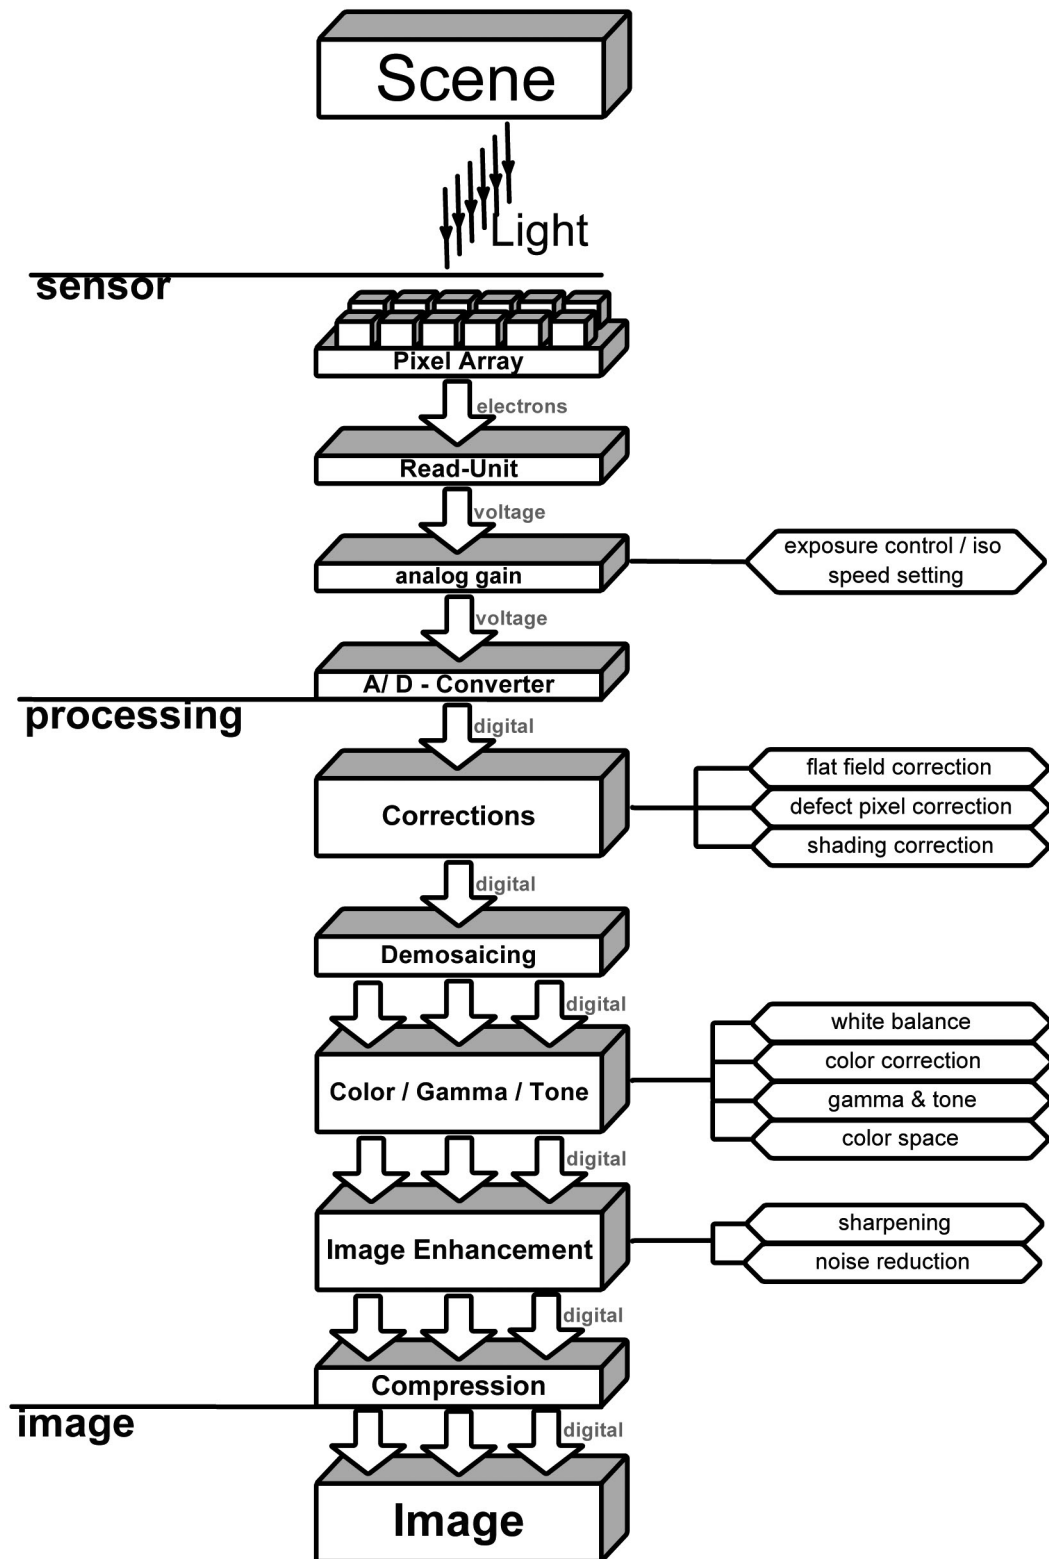 Scene
Light
sensor
Pixel Array
electrons
Read-Unit
voltage
analog gain
exposure control / iso
speed setting
voltage
A/ D - Converter
processing
digital
Corrections
flat field correction
defect pixel correction
shading correction
digital
Demosaicing
digital
Color / Gamma / Tone
white balance
color correction
gamma & tone
color space
digital
Image Enhancement
sharpening
noise reduction
digital
Compression
image
digital
Image